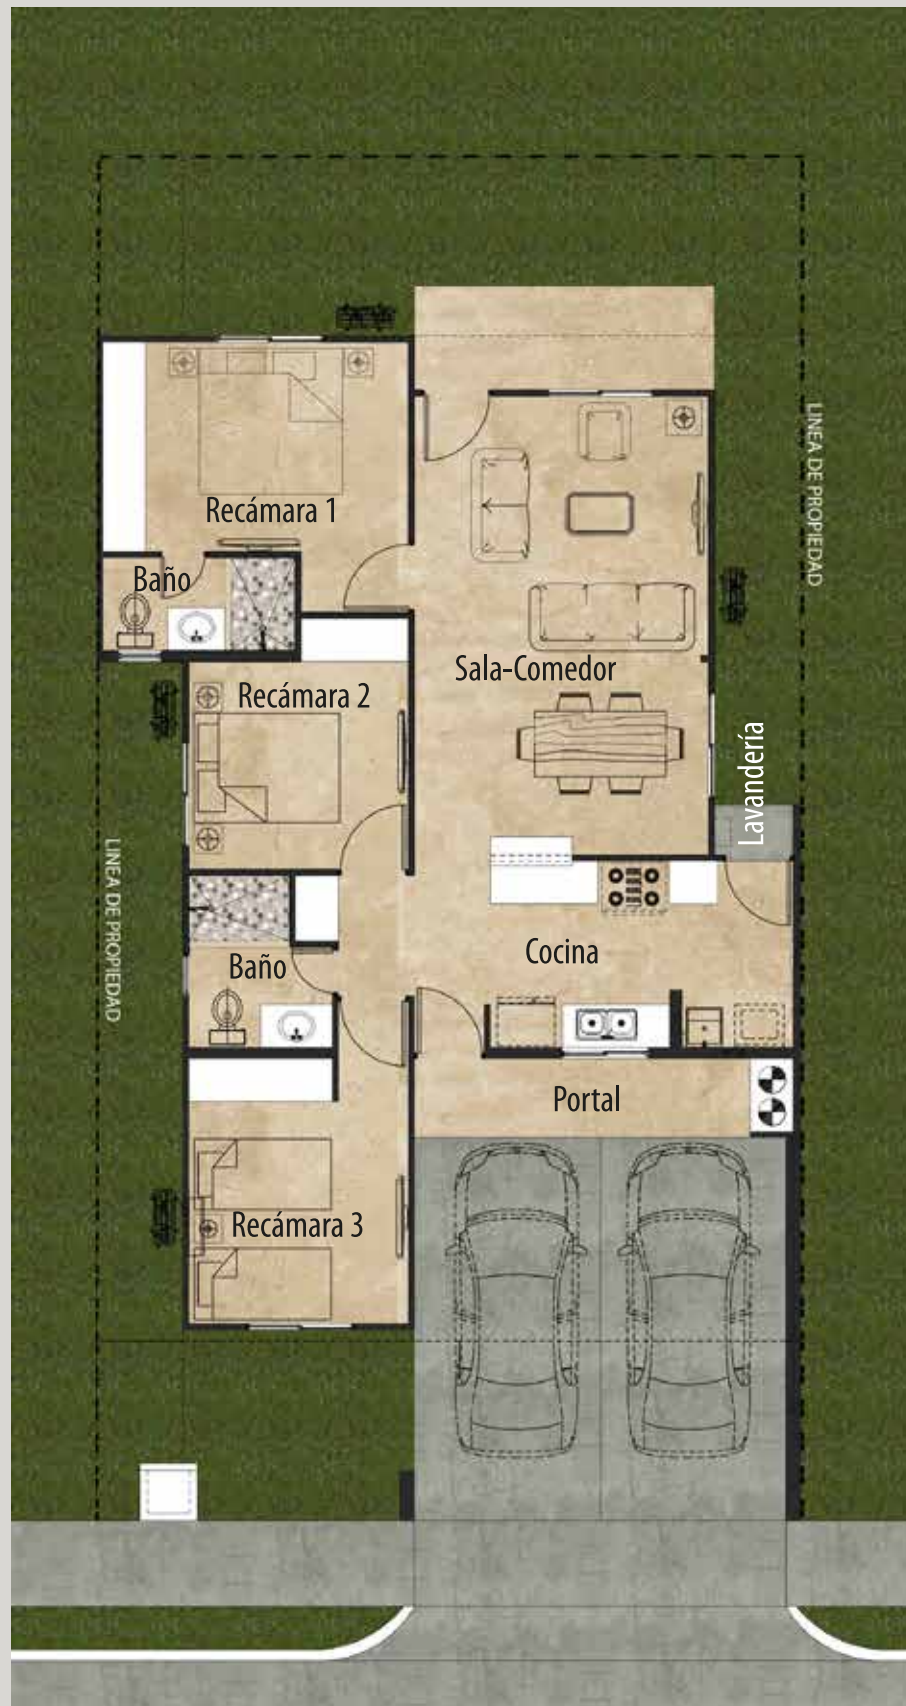 LINEA DE PROPIEDAD
Recámara 1
Baño
Sala-Comedor
Recámara 2
Lavandería
LINEA DE PROPIEDAD
Cocina
Baño
Portal
Recámara 3